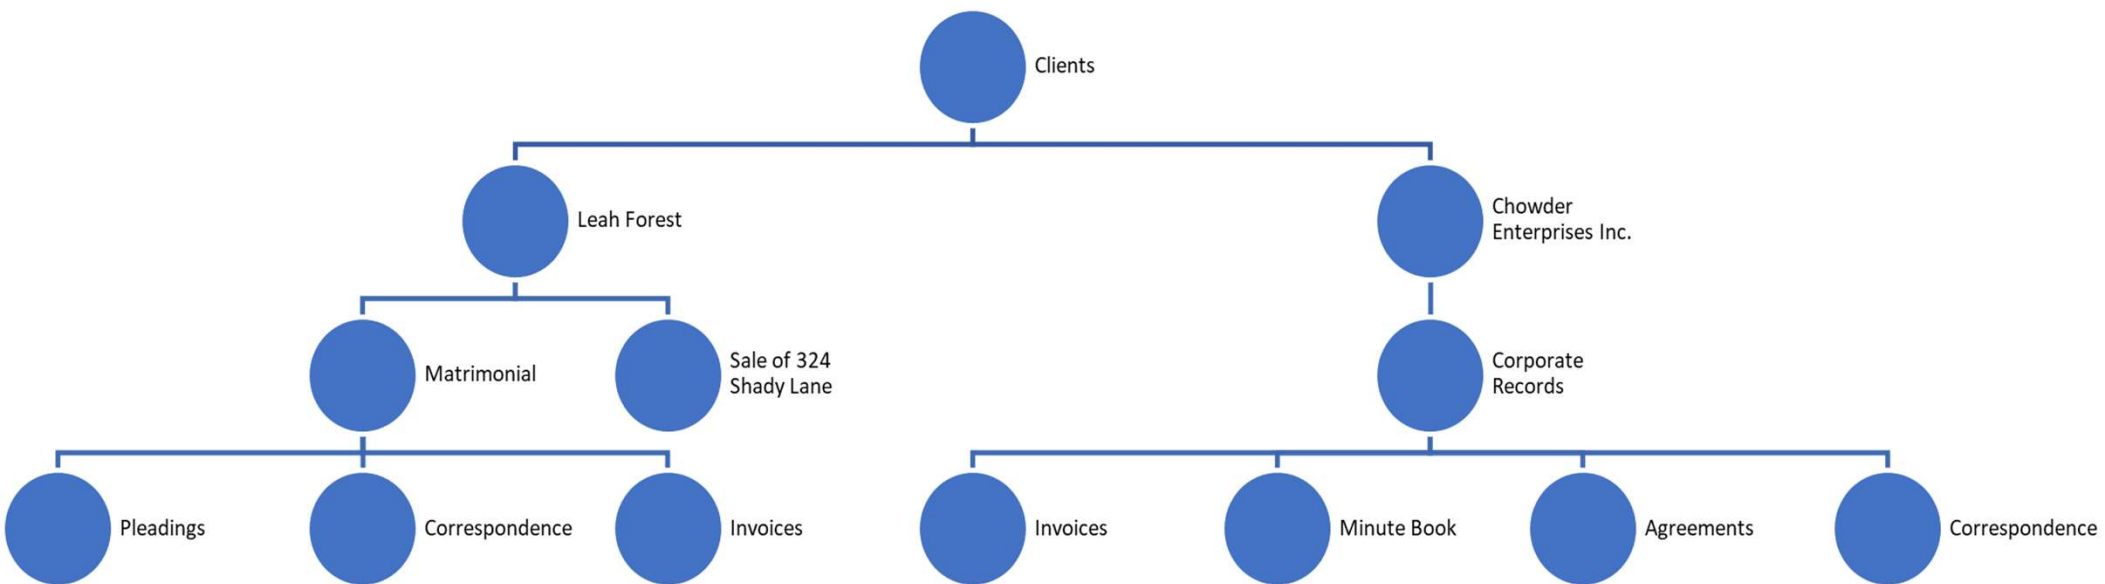 Clients
Leah Forest
Chowder
Enterprises Inc.
Matrimonial
Sale of 324
Shady Lane
Corporate
Records
Pleadings
Correspondence
Invoices
Invoices
Minute Book
Agreements
Correspondence